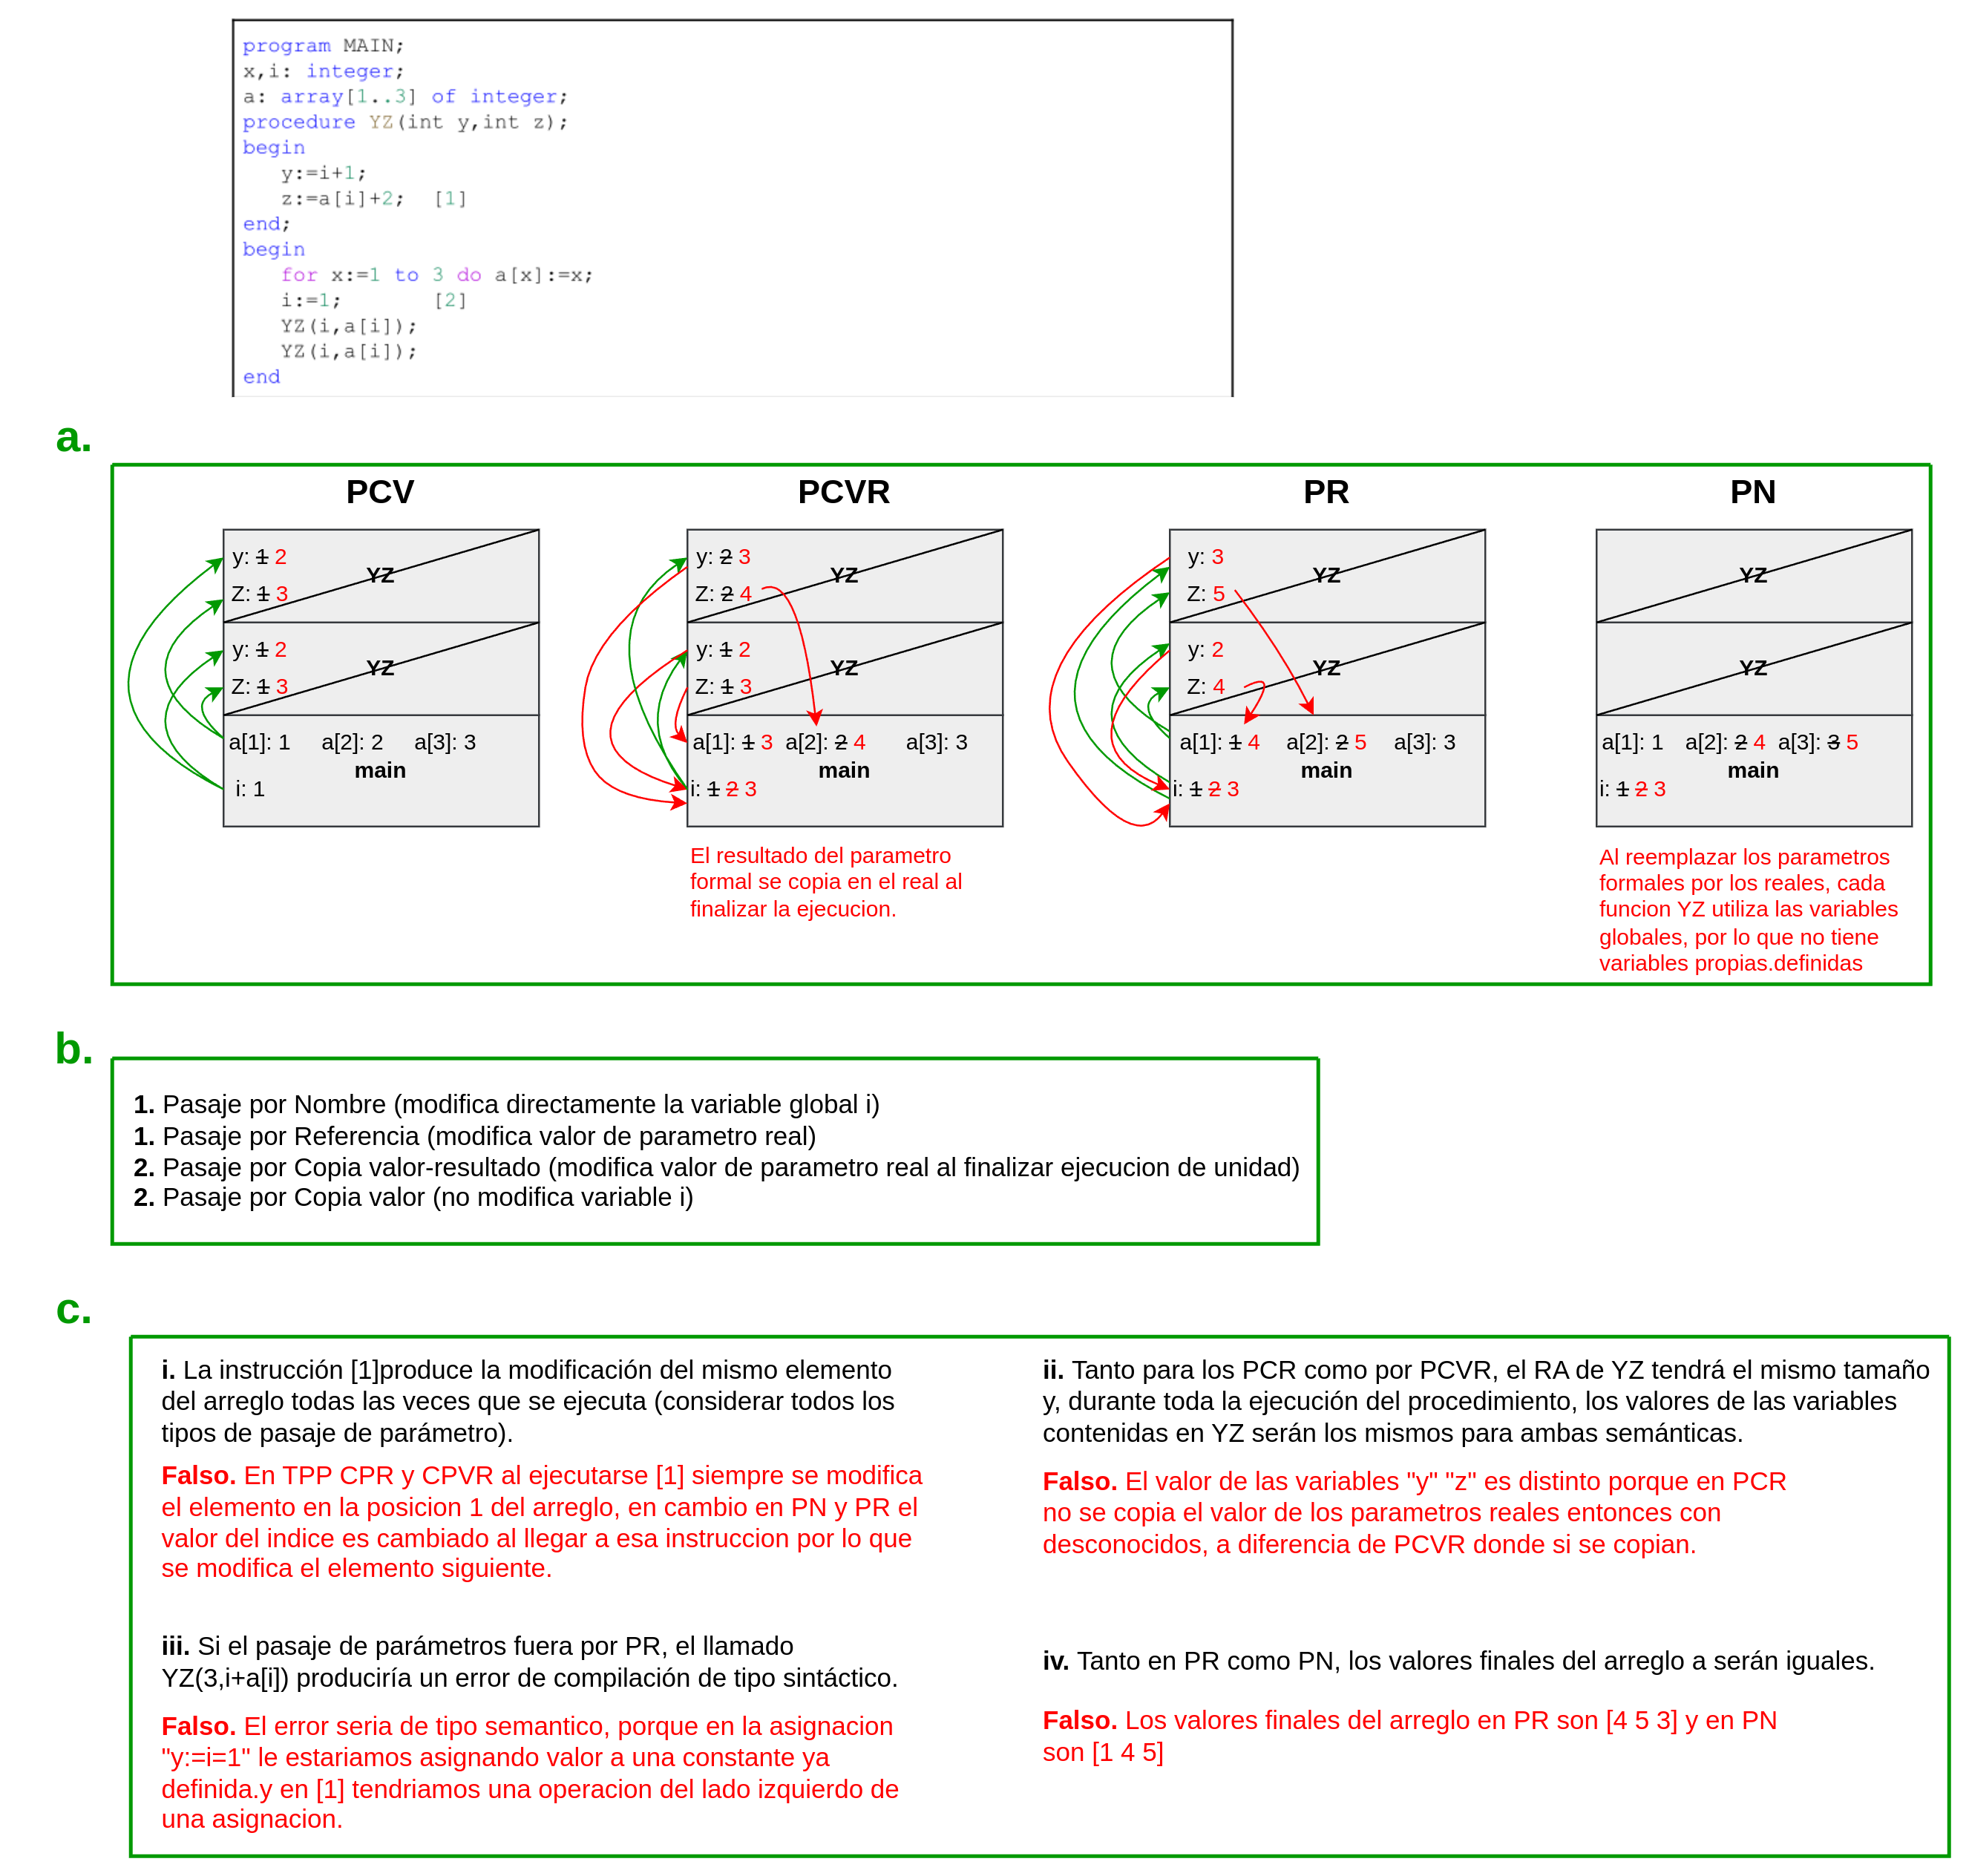 program MAIN;
x,i: integer;
a: array[1..3] of integer;
procedure YZ(int y,int z);
begin
y:=i+1;
z:=a[i]+2; [1]
end;
begin
for x:=1 to 3 do a[x]:=x;
i:=1; [2]
YZ(i,a[i]);
YZ(i,a[i]);
end
a.
PCV
y: 1 2
YZ
Z: 1 3
y: 1 2
YZ
Z: 1 3
a[1]: 1 a[2]: 2 a[3]: 3
main
i: 1
PCVR
y: 2 3
YZ
Z: 2 4
y: 1 2
YZ
Z: 1 3
a[1]: 1 3 a[2]: 2 4 a[3]: 3
main
i: 1 2 3
El resultado del parametro
formal se copia en el real al
finalizar la ejecucion.
PR
y: 3
YZ
Z: 5
y: 2
YZ
Z: 4
a[1]: 1 4 a[2]: 2 5 a[3]: 3
main
i: 1 2 3
PN
YZ
YZ
a[1]: 1 a[2]: 2 4 a[3]: 3 5
main
i: 1 2 3
Al reemplazar los parametros
formales por los reales, cada
funcion YZ utiliza las variables
globales, por lo que no tiene
variables propias.definidas
b.
1. Pasaje por Nombre (modifica directamente la variable global i)
1. Pasaje por Referencia (modifica valor de parametro real)
2. Pasaje por Copia valor-resultado (modifica valor de parametro real al finalizar ejecucion de unidad)
2. Pasaje por Copia valor (no modifica variable i)
c.
i. La instrucción [1]produce la modificación del mismo elemento
del arreglo todas las veces que se ejecuta (considerar todos los
tipos de pasaje de parámetro).
Falso. En TPP CPR y CPVR al ejecutarse [1] siempre se modifica
el elemento en la posicion 1 del arreglo, en cambio en PN y PR el
valor del indice es cambiado al llegar a esa instruccion por lo que
se modifica el elemento siguiente.
ii. Tanto para los PCR como por PCVR, el RA de YZ tendrá el mismo tamaño
y, durante toda la ejecución del procedimiento, los valores de las variables
contenidas en YZ serán los mismos para ambas semánticas.
Falso. El valor de las variables "y" "z" es distinto porque en PCR
no se copia el valor de los parametros reales entonces con
desconocidos, a diferencia de PCVR donde si se copian.
iii. Si el pasaje de parámetros fuera por PR, el llamado
YZ(3,i+a[i]) produciría un error de compilación de tipo sintáctico.
Falso. El error seria de tipo semantico, porque en la asignacion
"y:=i=1" le estariamos asignando valor a una constante ya
definida.y en [1] tendriamos una operacion del lado izquierdo de
una asignacion.
iv. Tanto en PR como PN, los valores finales del arreglo a serán iguales.
Falso. Los valores finales del arreglo en PR son [4 5 3] y en PN
son [1 4 5]